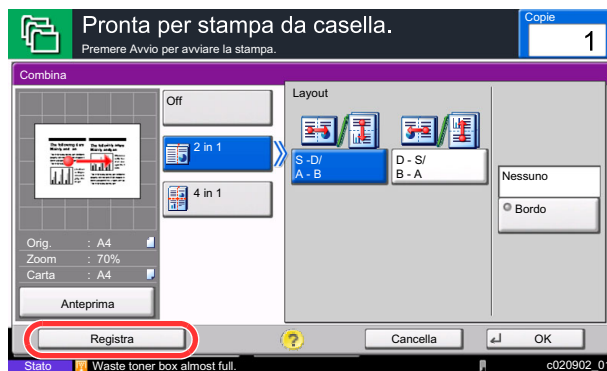 Pronta per stampa da casella.
Premere Avvio per avviare la stampa.
Copie
1
Combina
Off
2 in 1
4 in 1
Layout
S -D/
A - B
D - S/
B - A
Nessuno
Bordo
Orig. : A4
Zoom : 70%
Carta : A4
Anteprima
Registra
?
Cancella
OK
Stato
Waste toner box almost full.
c020902_01